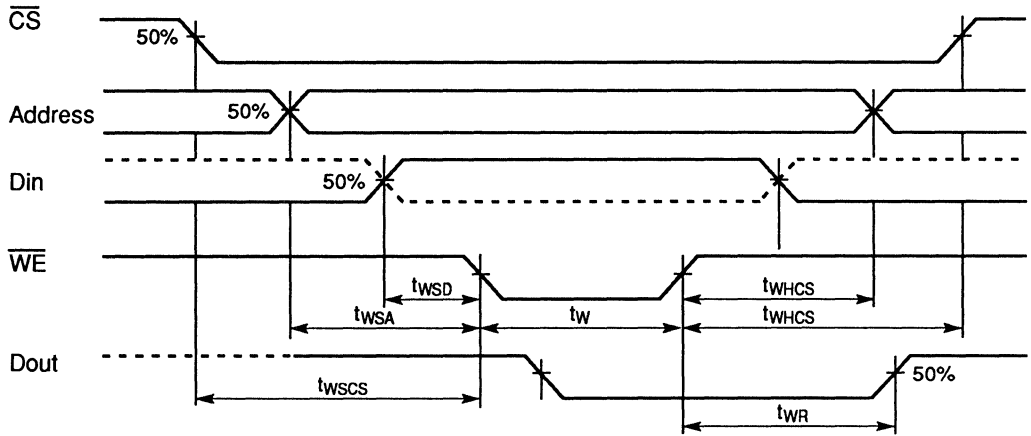 CS
50%
Address
50%
Din
50%
WE
tWSD
tWHCS
tWSA
tW
tWHCS
Dout
50%
tWSCS
tWR